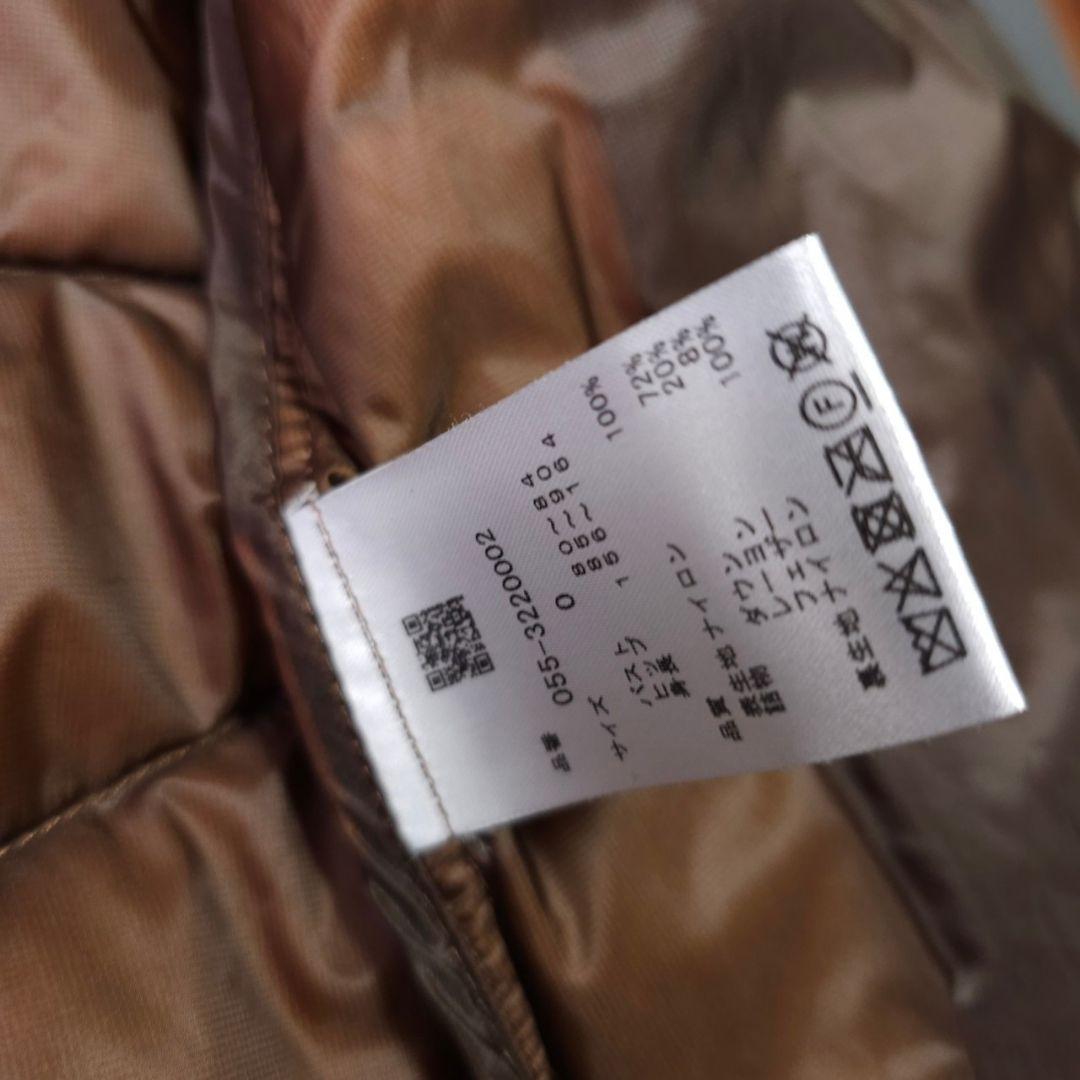 品番 055-3220002
サイズ 0
バスト 80〜84
ヒップ 85〜90
身長 156〜164
品質
表生地 ナイロン 100%
詰物 ダウン 72%
レーヨン 20%
フェザー 8%
裏生地 ナイロン 100%
F